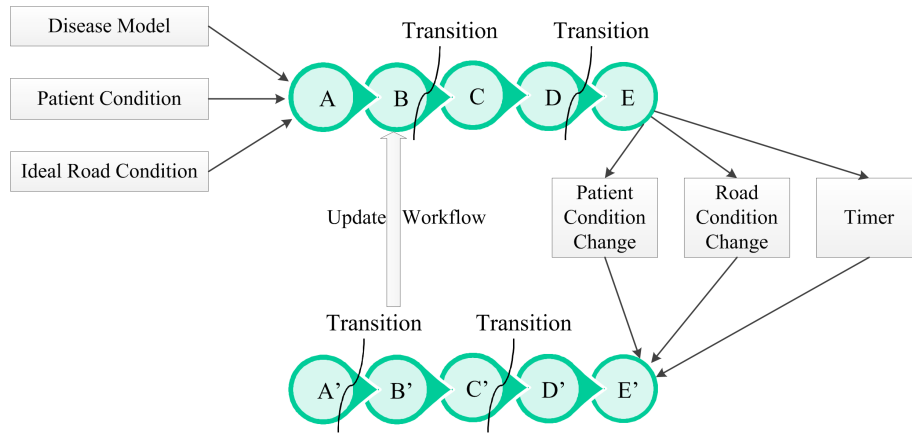 Disease Model
Patient Condition
Ideal Road Condition
Transition
Transition
A
B
C
D
E
Update Workflow
Patient
Condition
Change
Road
Condition
Change
Timer
Transition
Transition
A’
B’
C’
D’
E’